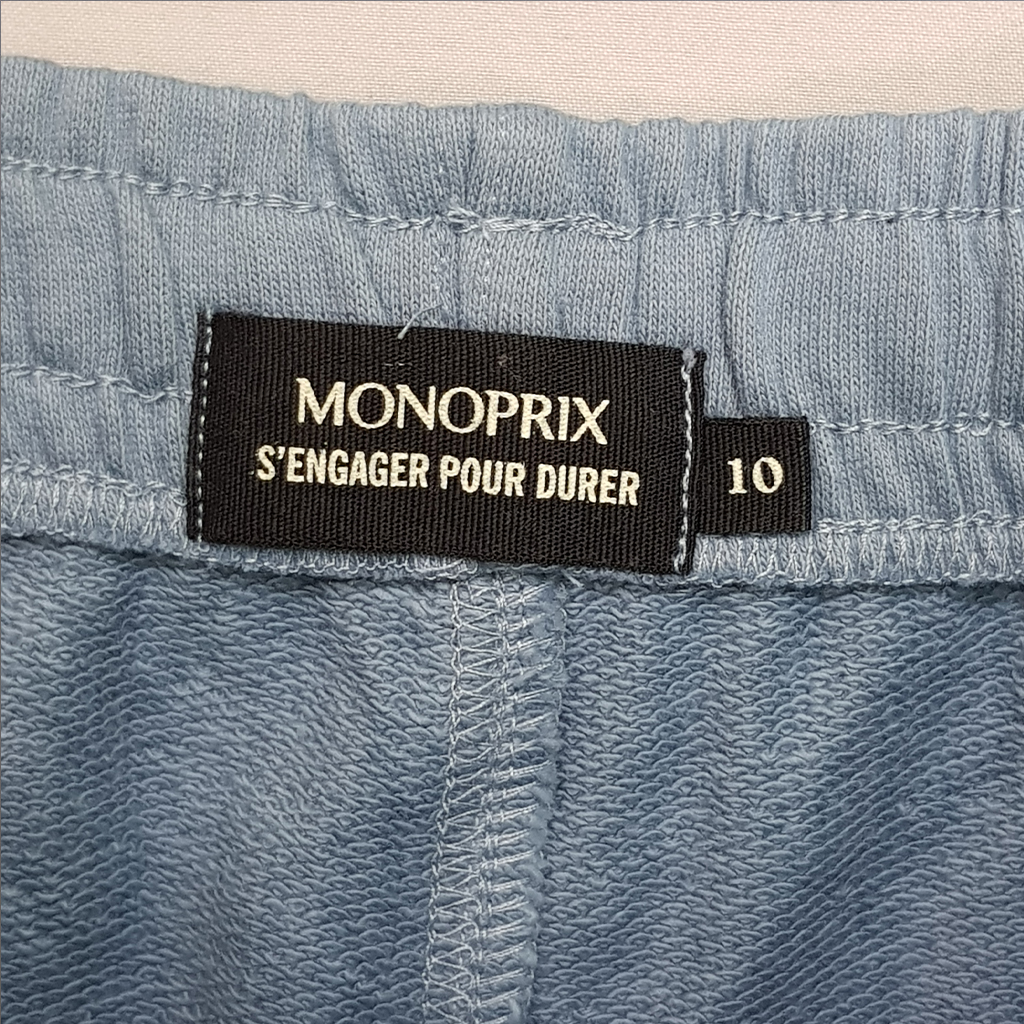 MONOPRIX
S'ENGAGER POUR DURER
10